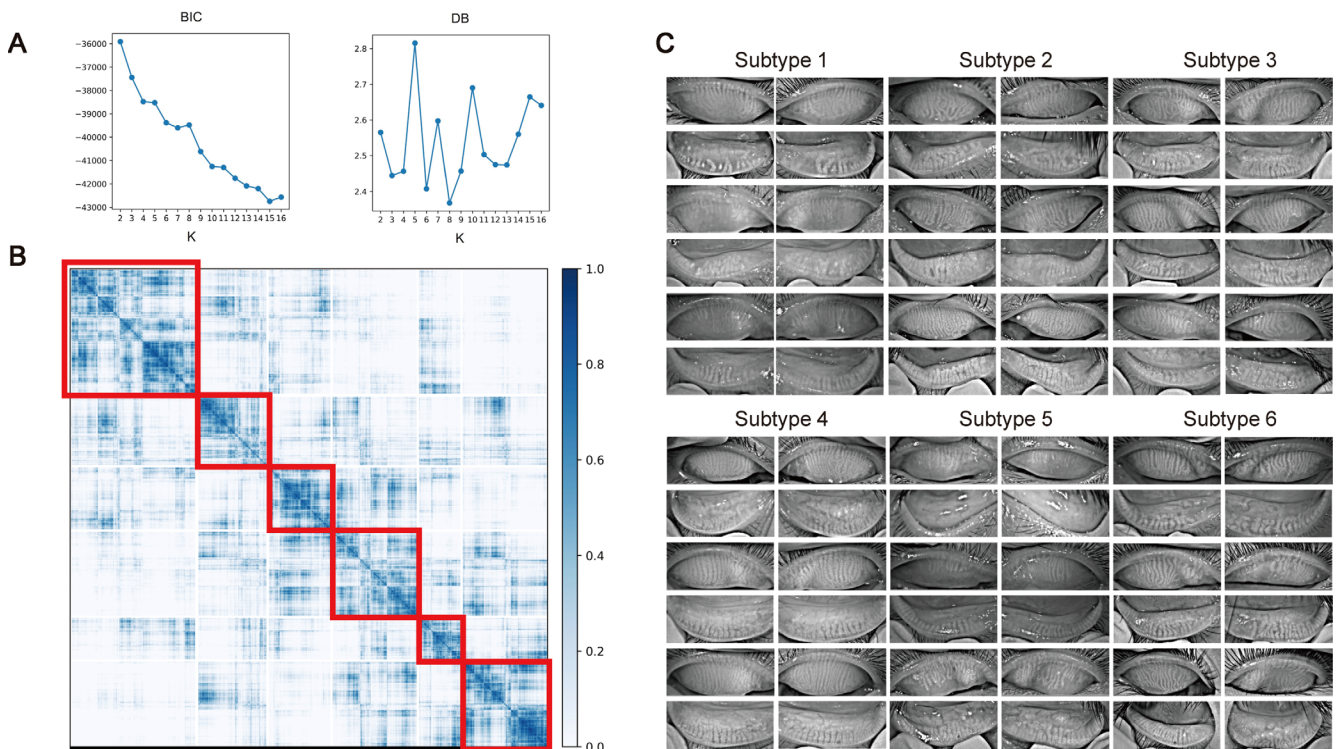 A
BIC
−36000
−37000
−38000
−39000
−40000
−41000
−42000
−43000
2 3 4 5 6 7 8 9 10 11 12 13 14 15 16
K
DB
2.8
2.7
2.6
2.5
2.4
2 3 4 5 6 7 8 9 10 11 12 13 14 15 16
K
B
1.0
0.8
0.6
0.4
0.2
0.0
C
Subtype 1 Subtype 2 Subtype 3
Subtype 4 Subtype 5 Subtype 6